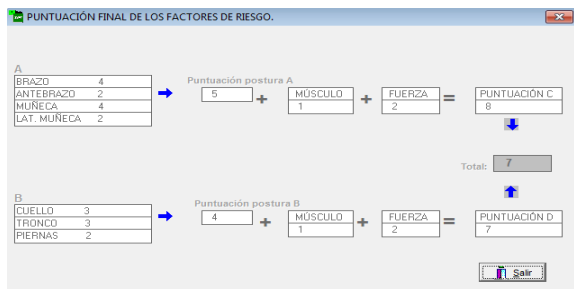 PUNTUACIÓN FINAL DE LOS FACTORES DE RIESGO.
A
BRAZO 4
ANTEBRAZO 2
MUÑECA 4
LAT. MUÑECA 2
Puntuación postura A
5 + MÚSCULO 1 + FUERZA 2 = PUNTUACIÓN C 8
Total: 7
B
CUELLO 3
TRONCO 3
PIERNAS 2
Puntuación postura B
4 + MÚSCULO 1 + FUERZA 2 = PUNTUACIÓN D 7
Salir